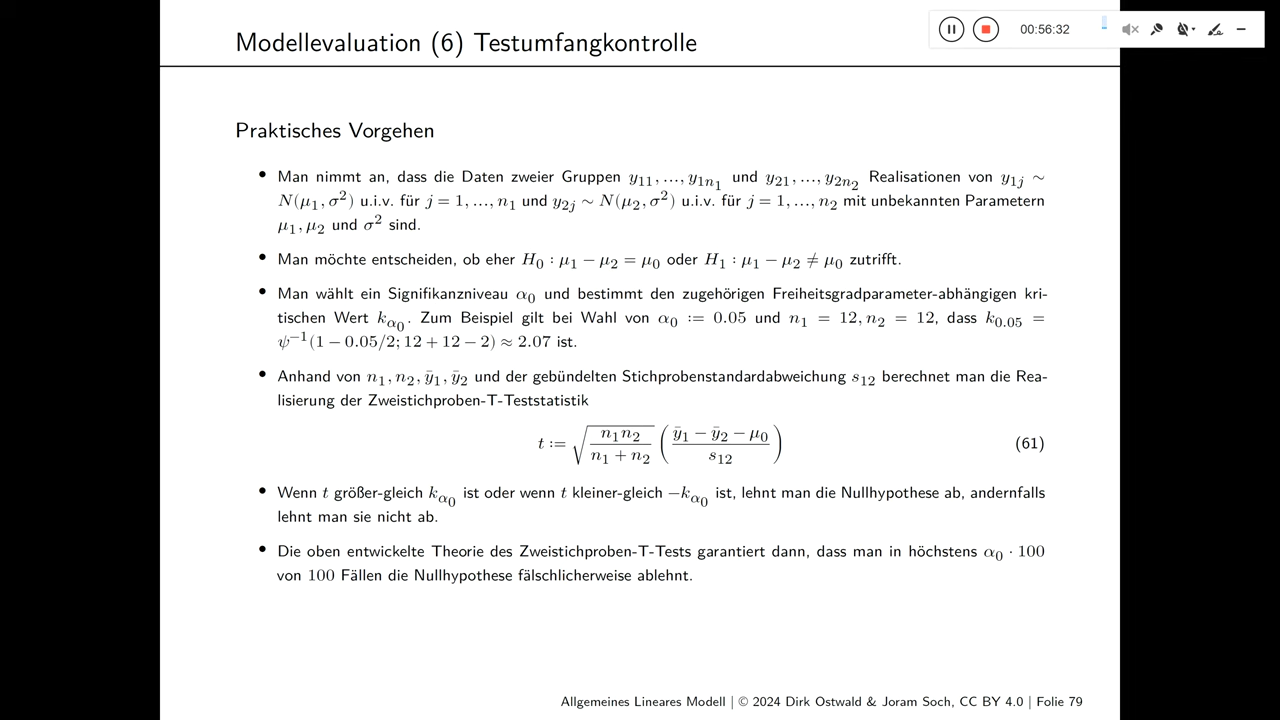 Modellevaluation (6) Testumfangkontrolle
00:56:32
Praktisches Vorgehen
• Man nimmt an, dass die Daten zweier Gruppen y₁₁, ..., y₁ₙ₁ und y₂₁, ..., y₂ₙ₂ Realisationen von y₁ⱼ ∼
N(μ₁, σ²) u.i.v. für j = 1, ..., n₁ und y₂ⱼ ∼ N(μ₂, σ²) u.i.v. für j = 1, ..., n₂ mit unbekannten Parametern
μ₁, μ₂ und σ² sind.
• Man möchte entscheiden, ob eher H₀ : μ₁ − μ₂ = μ₀ oder H₁ : μ₁ − μ₂ ≠ μ₀ zutrifft.
• Man wählt ein Signifikanzniveau α₀ und bestimmt den zugehörigen Freiheitsgradparameter-abhängigen kri-
tischen Wert k_α₀. Zum Beispiel gilt bei Wahl von α₀ := 0.05 und n₁ = 12, n₂ = 12, dass k₀.₀₅ =
ψ⁻¹(1 − 0.05/2; 12 + 12 − 2) ≈ 2.07 ist.
• Anhand von n₁, n₂, ȳ₁, ȳ₂ und der gebündelten Stichprobenstandardabweichung s₁₂ berechnet man die Rea-
lisierung der Zweistichproben-T-Teststatistik
t := √(n₁n₂ / (n₁ + n₂)) ((ȳ₁ − ȳ₂ − μ₀) / s₁₂) (61)
• Wenn t größer-gleich k_α₀ ist oder wenn t kleiner-gleich −k_α₀ ist, lehnt man die Nullhypothese ab, andernfalls
lehnt man sie nicht ab.
• Die oben entwickelte Theorie des Zweistichproben-T-Tests garantiert dann, dass man in höchstens α₀ · 100
von 100 Fällen die Nullhypothese fälschlicherweise ablehnt.
Allgemeines Lineares Modell | © 2024 Dirk Ostwald & Joram Soch, CC BY 4.0 | Folie 79